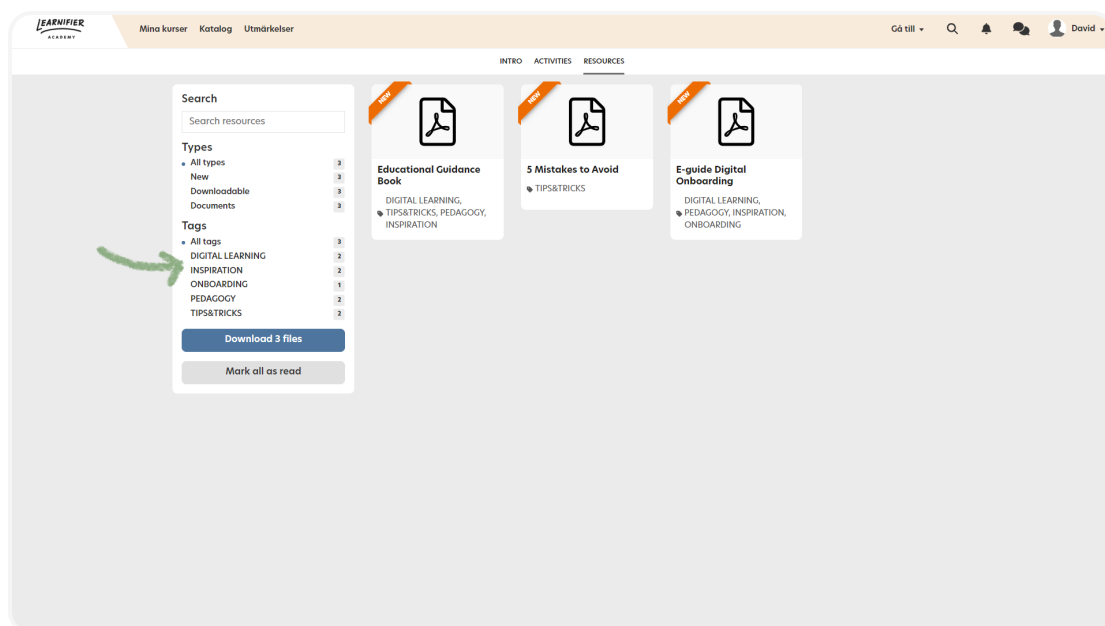 LEARNIFIER
ACADEMY
Mina kurser Katalog Utmärkelser
Gå till
David
INTRO ACTIVITIES RESOURCES
Search
Search resources
Types
All types 3
New 3
Downloadable 3
Documents 3
Tags
All tags 3
DIGITAL LEARNING 2
INSPIRATION 2
ONBOARDING 1
PEDAGOGY 2
TIPS&TRICKS 2
Download 3 files
Mark all as read
NEW
Educational Guidance
Book
DIGITAL LEARNING,
TIPS&TRICKS, PEDAGOGY,
INSPIRATION
NEW
5 Mistakes to Avoid
TIPS&TRICKS
NEW
E-guide Digital
Onboarding
DIGITAL LEARNING,
PEDAGOGY, INSPIRATION,
ONBOARDING